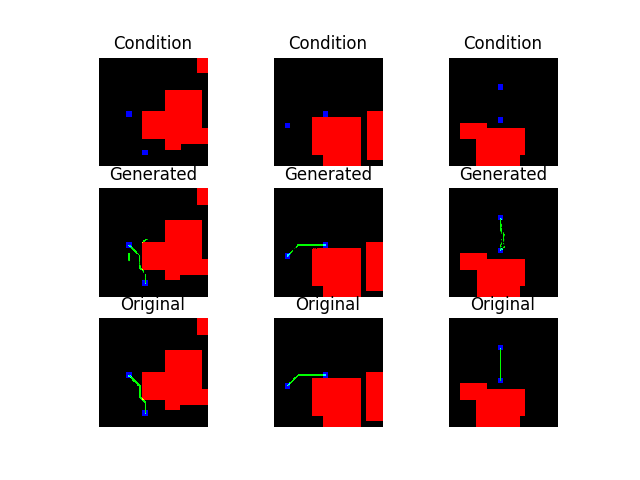 Condition
Condition
Condition
Generated
Generated
Generated
Original
Original
Original